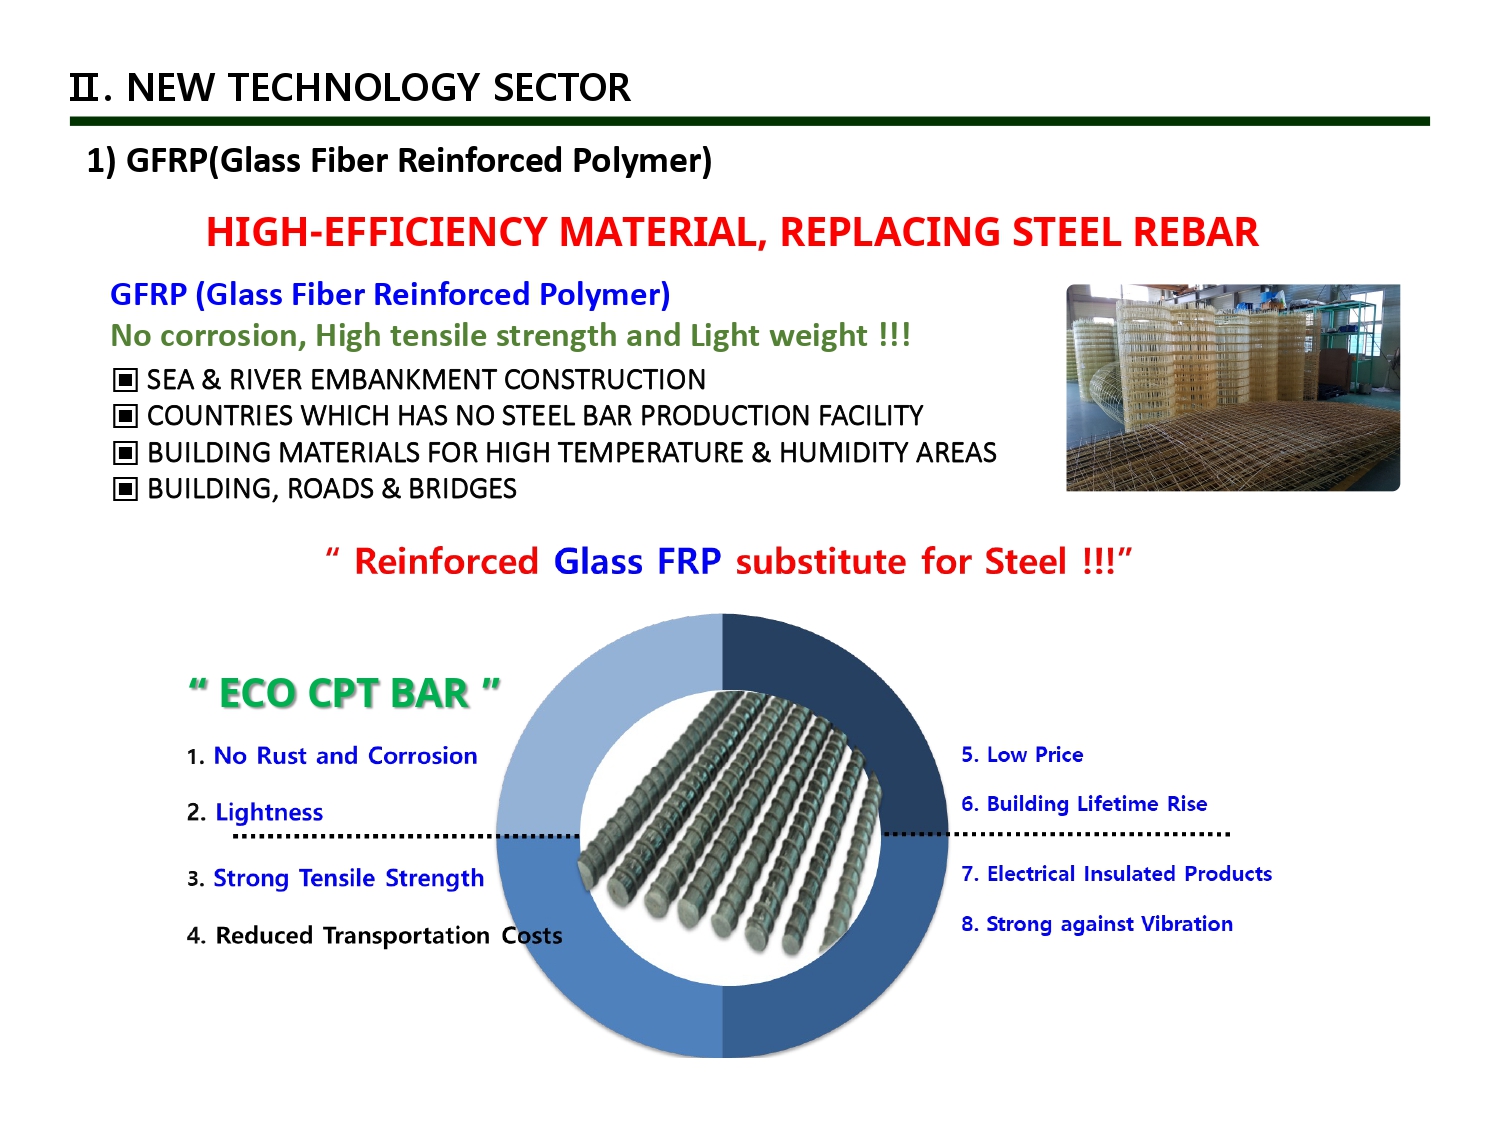 Ⅱ. NEW TECHNOLOGY SECTOR
1) GFRP(Glass Fiber Reinforced Polymer)
HIGH-EFFICIENCY MATERIAL, REPLACING STEEL REBAR
GFRP (Glass Fiber Reinforced Polymer)
No corrosion, High tensile strength and Light weight !!!
▣ SEA & RIVER EMBANKMENT CONSTRUCTION
▣ COUNTRIES WHICH HAS NO STEEL BAR PRODUCTION FACILITY
▣ BUILDING MATERIALS FOR HIGH TEMPERATURE & HUMIDITY AREAS
▣ BUILDING, ROADS & BRIDGES
“ Reinforced Glass FRP substitute for Steel !!!”
“ ECO CPT BAR ”
1. No Rust and Corrosion
2. Lightness
3. Strong Tensile Strength
4. Reduced Transportation Costs
5. Low Price
6. Building Lifetime Rise
7. Electrical Insulated Products
8. Strong against Vibration